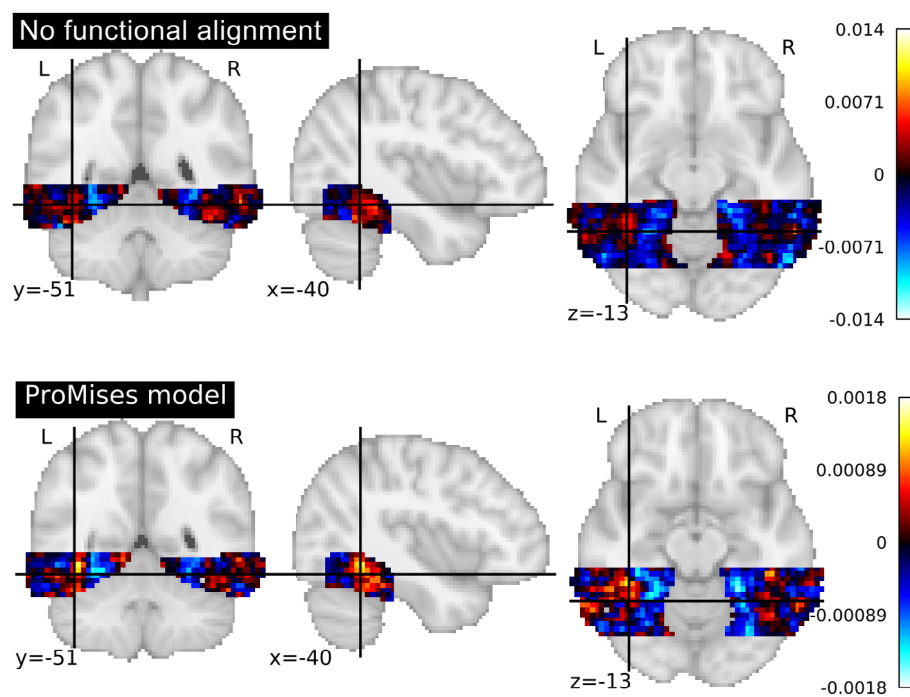 No functional alignment
L
R
L
R
y=-51
x=-40
z=-13
0.014
0.0071
0
-0.0071
-0.014
ProMises model
L
R
L
R
y=-51
x=-40
z=-13
0.0018
0.00089
0
-0.00089
-0.0018